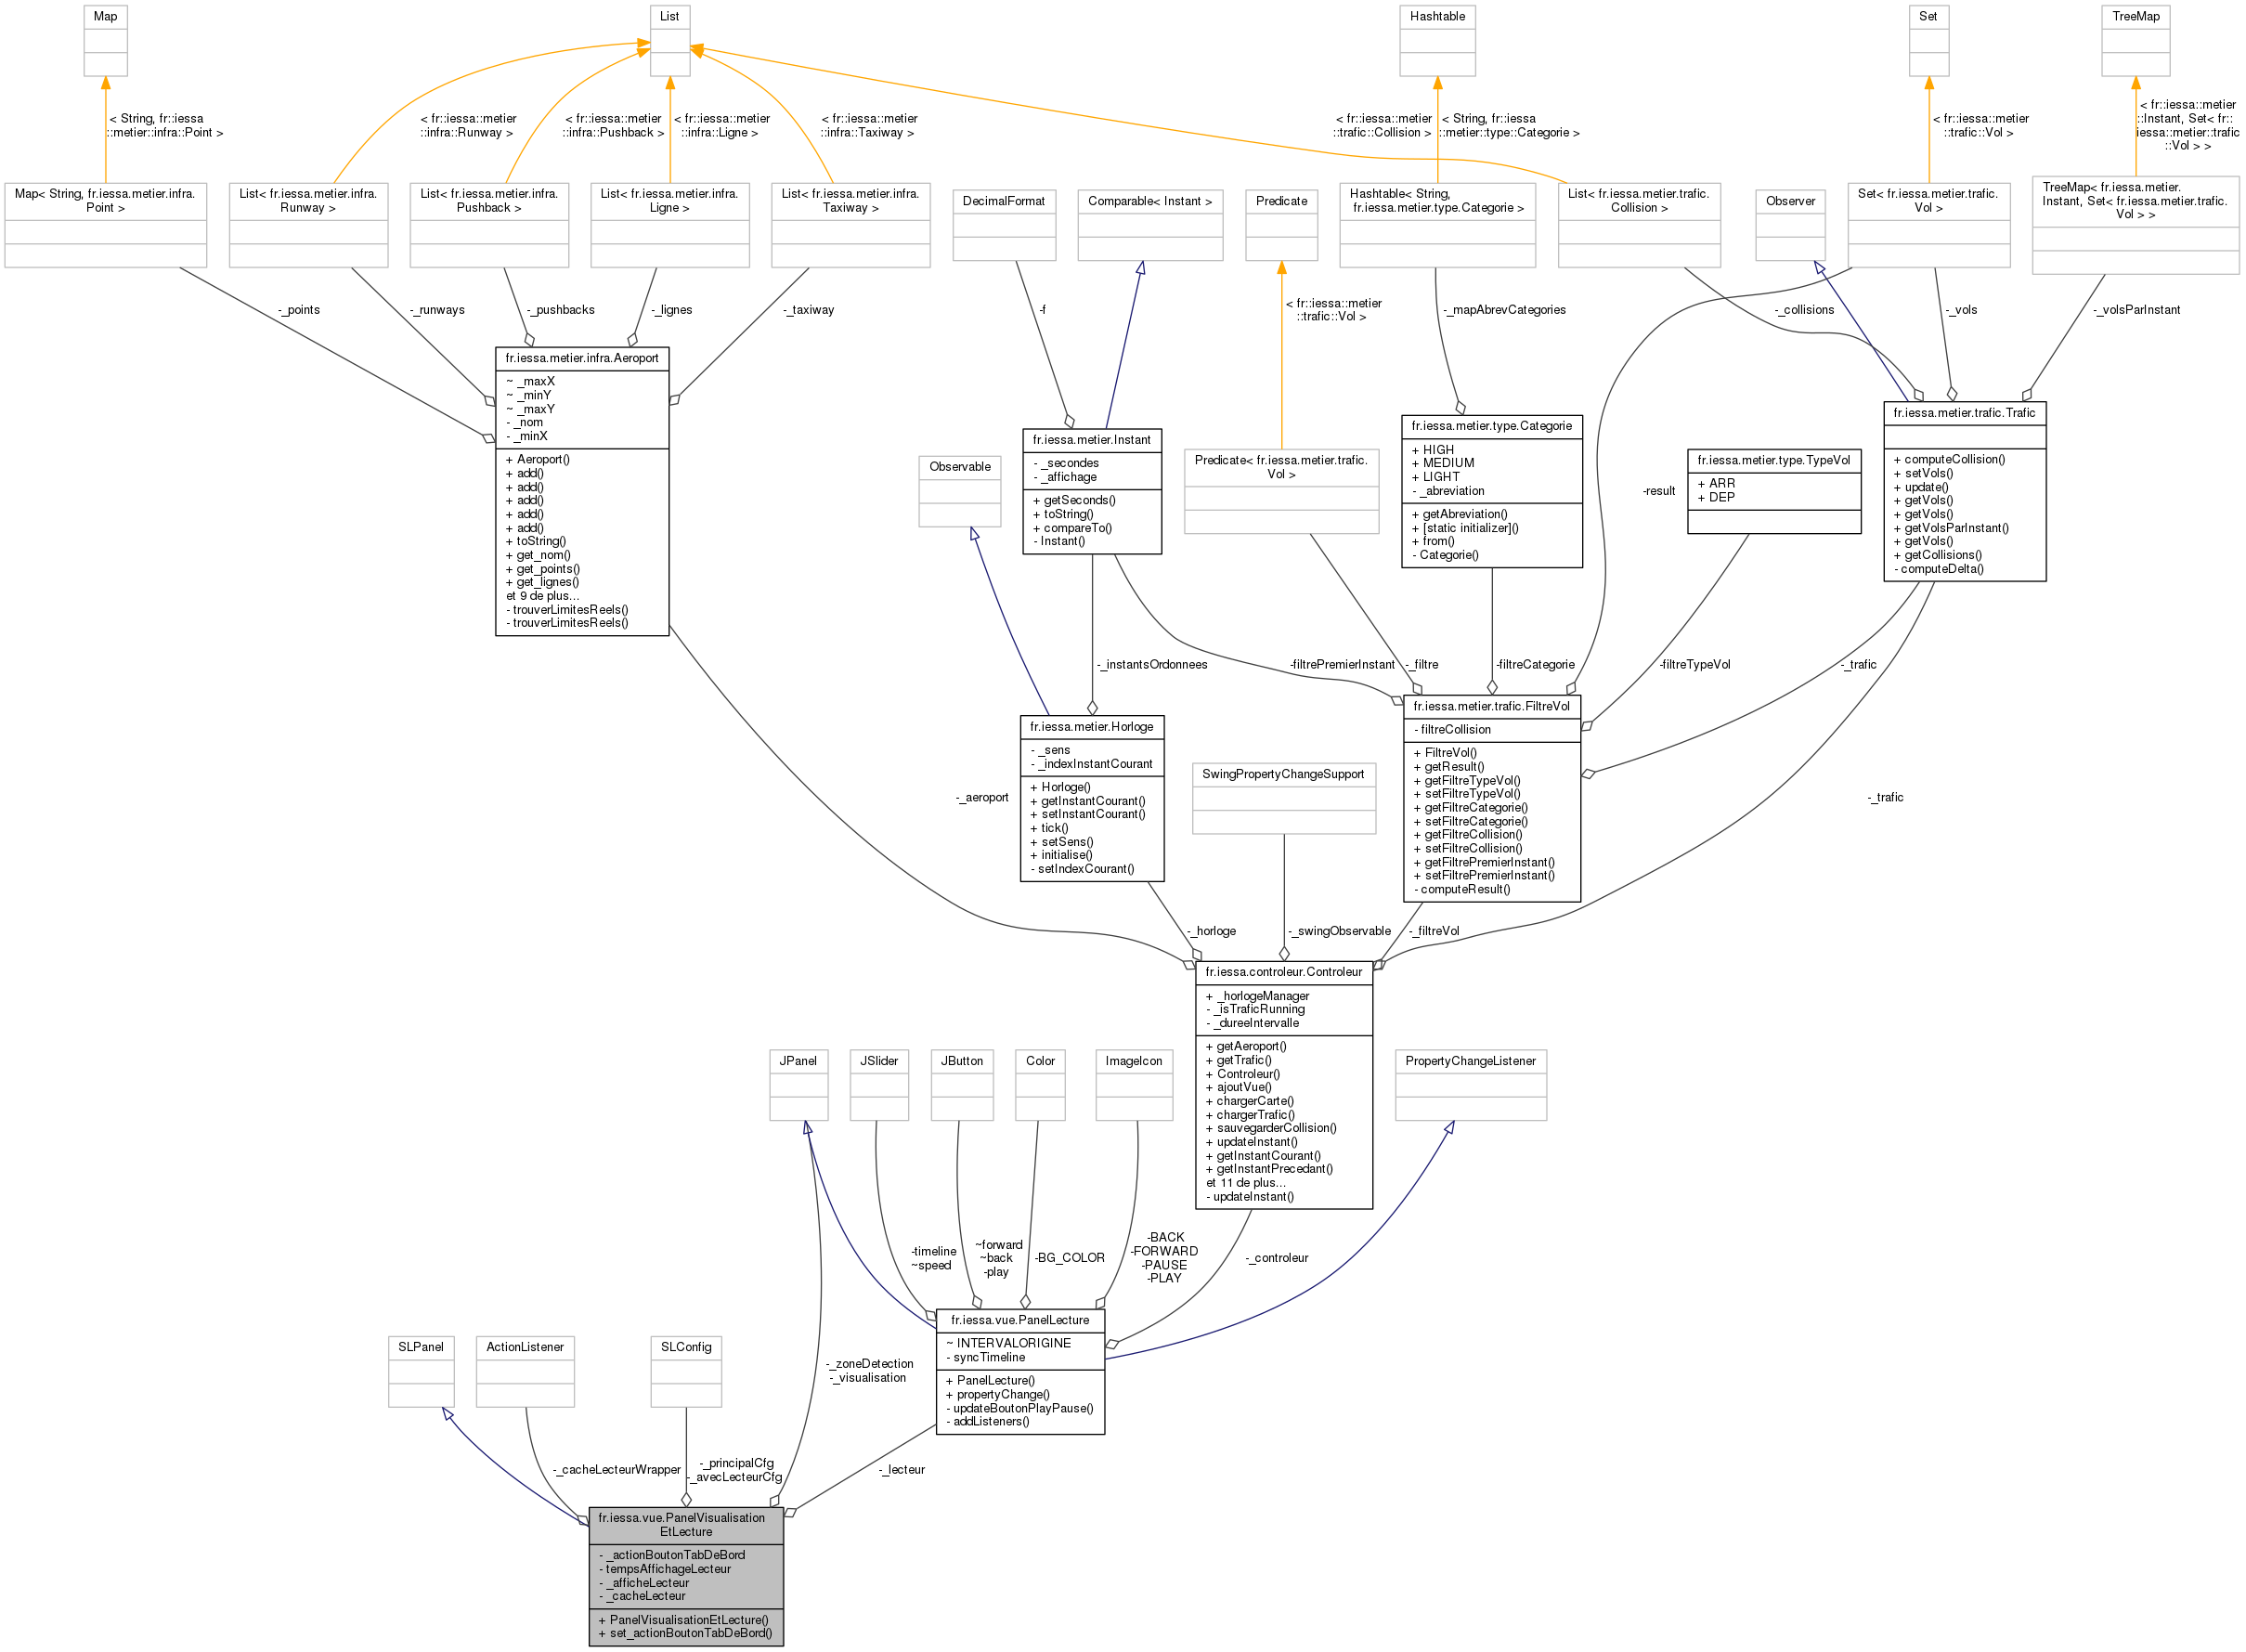 Map
List
Hashtable
Set
TreeMap
< String, fr::iessa
::metier::infra::Point >
< fr::iessa::metier
::infra::Runway >
< fr::iessa::metier
::infra::Pushback >
< fr::iessa::metier
::infra::Ligne >
< fr::iessa::metier
::infra::Taxiway >
< fr::iessa::metier
::trafic::Collision >
< String, fr::iessa
::metier::type::Categorie >
< fr::iessa::metier
::trafic::Vol >
< fr::iessa::metier
::Instant, Set< fr::
iessa::metier::trafic
::Vol > >
Map< String, fr.iessa.metier.infra.
Point >
List< fr.iessa.metier.infra.
Runway >
List< fr.iessa.metier.infra.
Pushback >
List< fr.iessa.metier.infra.
Ligne >
List< fr.iessa.metier.infra.
Taxiway >
DecimalFormat
Comparable< Instant >
Predicate
Hashtable< String,
fr.iessa.metier.type.Categorie >
List< fr.iessa.metier.trafic.
Collision >
Observer
Set< fr.iessa.metier.trafic.
Vol >
TreeMap< fr.iessa.metier.
Instant, Set< fr.iessa.metier.trafic.
Vol > >
-_points
-_runways
-_pushbacks
-_lignes
-_taxiway
-f
< fr::iessa::metier
::trafic::Vol >
-_mapAbrevCategories
-_collisions
-_vols
-_volsParInstant
fr.iessa.metier.infra.Aeroport
~ _maxX
~ _minY
~ _maxY
- _nom
- _minX
+ Aeroport()
+ add()
+ add()
+ add()
+ add()
+ add()
+ toString()
+ get_nom()
+ get_points()
+ get_lignes()
et 9 de plus...
- trouverLimitesReels()
- trouverLimitesReels()
Observable
fr.iessa.metier.Instant
- _secondes
- _affichage
+ getSeconds()
+ toString()
+ compareTo()
- Instant()
Predicate< fr.iessa.metier.trafic.
Vol >
fr.iessa.metier.type.Categorie
+ HIGH
+ MEDIUM
+ LIGHT
- _abreviation
+ getAbreviation()
+ [static initializer]()
+ from()
- Categorie()
-result
fr.iessa.metier.type.TypeVol
+ ARR
+ DEP
fr.iessa.metier.trafic.Trafic
+ computeCollision()
+ setVols()
+ update()
+ getVols()
+ getVols()
+ getVolsParInstant()
+ getVols()
+ getCollisions()
- computeDelta()
-_instantsOrdonnees
-filtrePremierInstant
-_filtre
-filtreCategorie
-filtreTypeVol
-_trafic
fr.iessa.metier.Horloge
- _sens
- _indexInstantCourant
+ Horloge()
+ getInstantCourant()
+ setInstantCourant()
+ tick()
+ setSens()
+ initialise()
- setIndexCourant()
fr.iessa.metier.trafic.FiltreVol
- filtreCollision
+ FiltreVol()
+ getResult()
+ getFiltreTypeVol()
+ setFiltreTypeVol()
+ getFiltreCategorie()
+ setFiltreCategorie()
+ getFiltreCollision()
+ setFiltreCollision()
+ getFiltrePremierInstant()
+ setFiltrePremierInstant()
- computeResult()
SwingPropertyChangeSupport
-_aeroport
-_trafic
-_horloge
-_swingObservable
-_filtreVol
fr.iessa.controleur.Controleur
+ _horlogeManager
- _isTraficRunning
- _dureeIntervalle
+ getAeroport()
+ getTrafic()
+ Controleur()
+ ajoutVue()
+ chargerCarte()
+ chargerTrafic()
+ sauvegarderCollision()
+ updateInstant()
+ getInstantCourant()
+ getInstantPrecedant()
et 11 de plus...
- updateInstant()
JPanel
JSlider
JButton
Color
ImageIcon
PropertyChangeListener
-timeline
~speed
~forward
~back
-play
-BG_COLOR
-BACK
-FORWARD
-PAUSE
-PLAY
-_controleur
fr.iessa.vue.PanelLecture
~ INTERVALORIGINE
- syncTimeline
+ PanelLecture()
+ propertyChange()
- updateBoutonPlayPause()
- addListeners()
SLPanel
ActionListener
SLConfig
-_zoneDetection
-_visualisation
-_cacheLecteurWrapper
-_principalCfg
-_avecLecteurCfg
-_lecteur
fr.iessa.vue.PanelVisualisation
EtLecture
- _actionBoutonTabDeBord
- tempsAffichageLecteur
- _afficheLecteur
- _cacheLecteur
+ PanelVisualisationEtLecture()
+ set_actionBoutonTabDeBord()